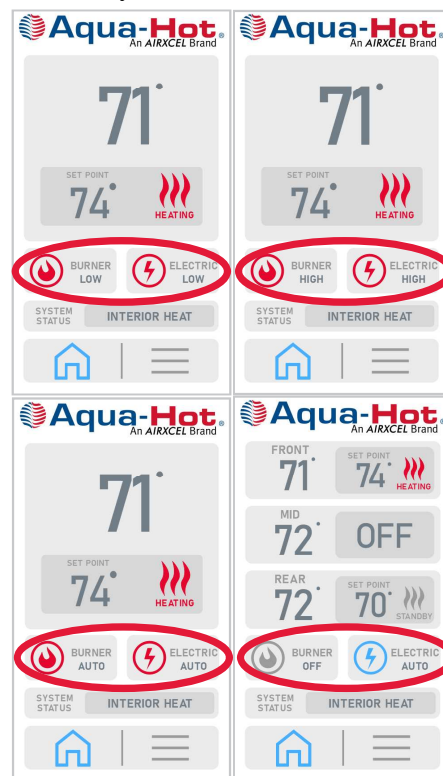 Aqua-Hot®
An AIRXCEL Brand
71°
SET POINT
74°
HEATING
BURNER
LOW
ELECTRIC
LOW
SYSTEM
STATUS
INTERIOR HEAT
Aqua-Hot®
An AIRXCEL Brand
71°
SET POINT
74°
HEATING
BURNER
HIGH
ELECTRIC
HIGH
SYSTEM
STATUS
INTERIOR HEAT
Aqua-Hot®
An AIRXCEL Brand
71°
SET POINT
74°
HEATING
BURNER
AUTO
ELECTRIC
AUTO
SYSTEM
STATUS
INTERIOR HEAT
Aqua-Hot®
An AIRXCEL Brand
FRONT
71°
SET POINT
74°
HEATING
MID
72°
OFF
REAR
72°
SET POINT
70°
STANDBY
BURNER
OFF
ELECTRIC
AUTO
SYSTEM
STATUS
INTERIOR HEAT